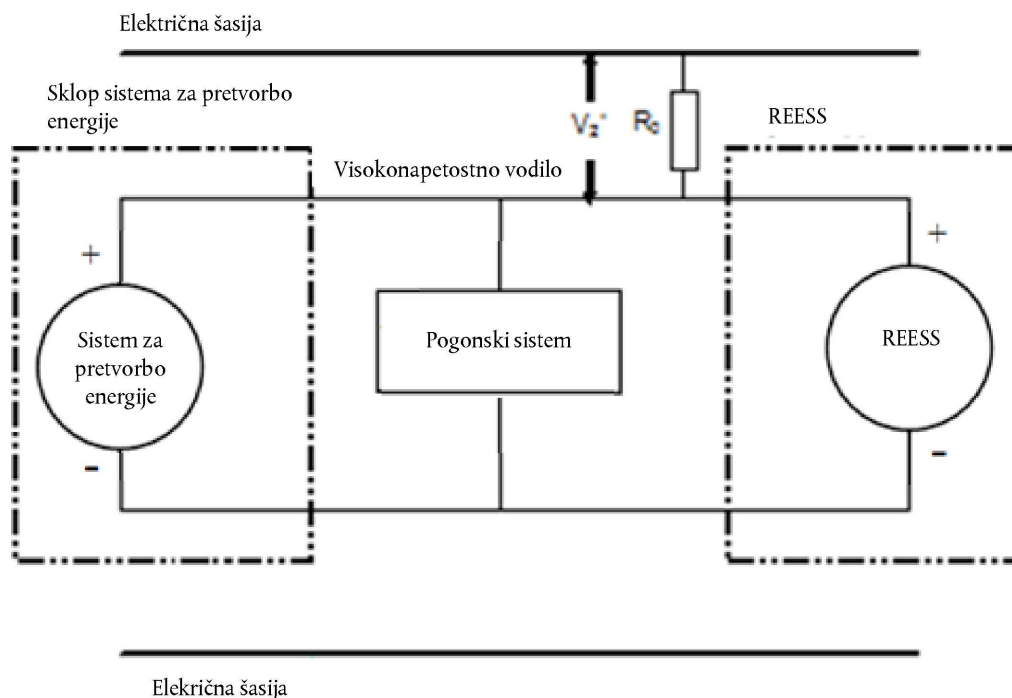 Električna šasija
Sklop sistema za pretvorbo
energije
V₂'
R₀
REESS
Visokonapetostno vodilo
+
+
Sistem za
pretvorbo
energije
Pogonski sistem
REESS
-
-
Elekrična šasija